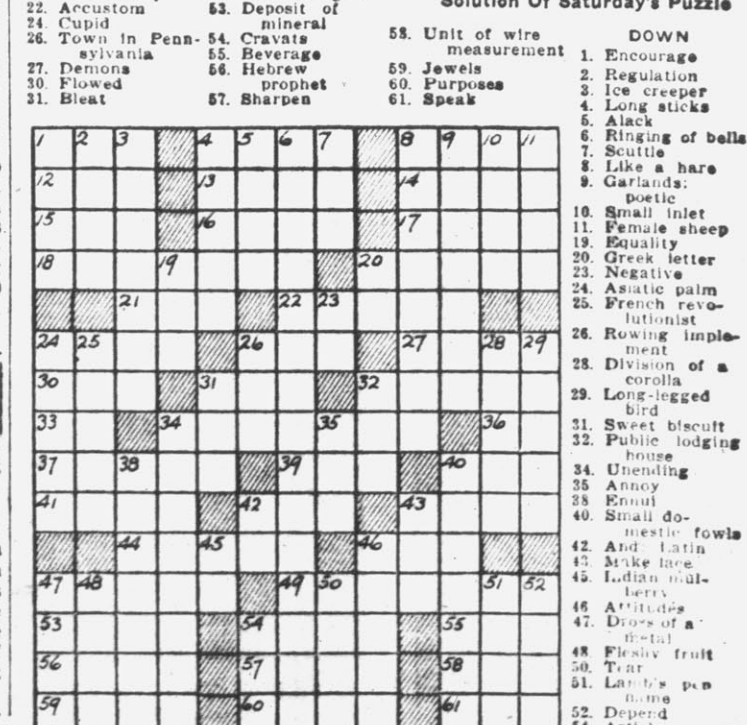 22. Accustom
24. Cupid
26. Town in Penn-
sylvania
27. Demons
30. Flowed
31. Bleat
53. Deposit of
mineral
54. Cravats
55. Beverage
56. Hebrew
prophet
57. Sharpen
Solution Of Saturday's Puzzle
58. Unit of wire
measurement
59. Jewels
60. Purposes
61. Speak
DOWN
1. Encourage
2. Regulation
3. Ice creeper
4. Long sticks
5. Alack
6. Ringing of bells
7. Scuttle
8. Like a hare
9. Garlands:
poetic
10. Small inlet
11. Female sheep
19. Equality
20. Greek letter
23. Negative
24. Asiatic palm
25. French revo-
lutionist
26. Rowing imple-
ment
28. Division of a
corolla
29. Long-legged
bird
31. Sweet biscuit
32. Public lodging
house
34. Unending
35 Annoy
38 Ennui
40. Small do-
mestic fowls
42. And: Latin
43. Make lace
45. Indian mul-
berry
46 Attitudes
47. Dross of a
metal
48. Fleshy fruit
50. Tear
51. Lamb's pen
name
52. Depend
1 2 3 4 5 6 7 8 9 10 11
12 13 14
15 16 17
18 19 20
21 22 23
24 25 26 27 28 29
30 31 32
33 34 35 36
37 38 39 40
41 42 43
44 45 46
47 48 49 50 51 52
53 54 55
56 57 58
59 60 61